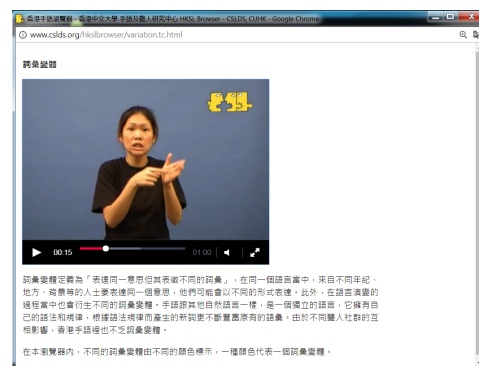 香港手語瀏覽器 - 香港中文大學 手語及聾人研究中心 HKSL Browser - CSLDS, CUHK - Google Chrome
www.cslds.org/hkslbrowser/variation.tc.html
詞彙變體
00:15
01:00
詞彙變體定義為「表達同一意思但其表徵不同的詞彙」，在同一個語言當中，來自不同年紀、
地方、背景等的人士要表達同一個意思，他們可能會以不同的形式表達。此外，在語言演變的
過程當中也會衍生不同的詞彙變體。手語跟其他自然語言一樣，是一個獨立的語言，它擁有自
己的語法和規律，根據語法規律而產生的新詞更不斷豐富原有的語彙。由於不同聾人社群的互
相影響，香港手語裡也不乏詞彙變體。
在本瀏覽器內，不同的詞彙變體由不同的顏色標示，一種顏色代表一個詞彙變體。